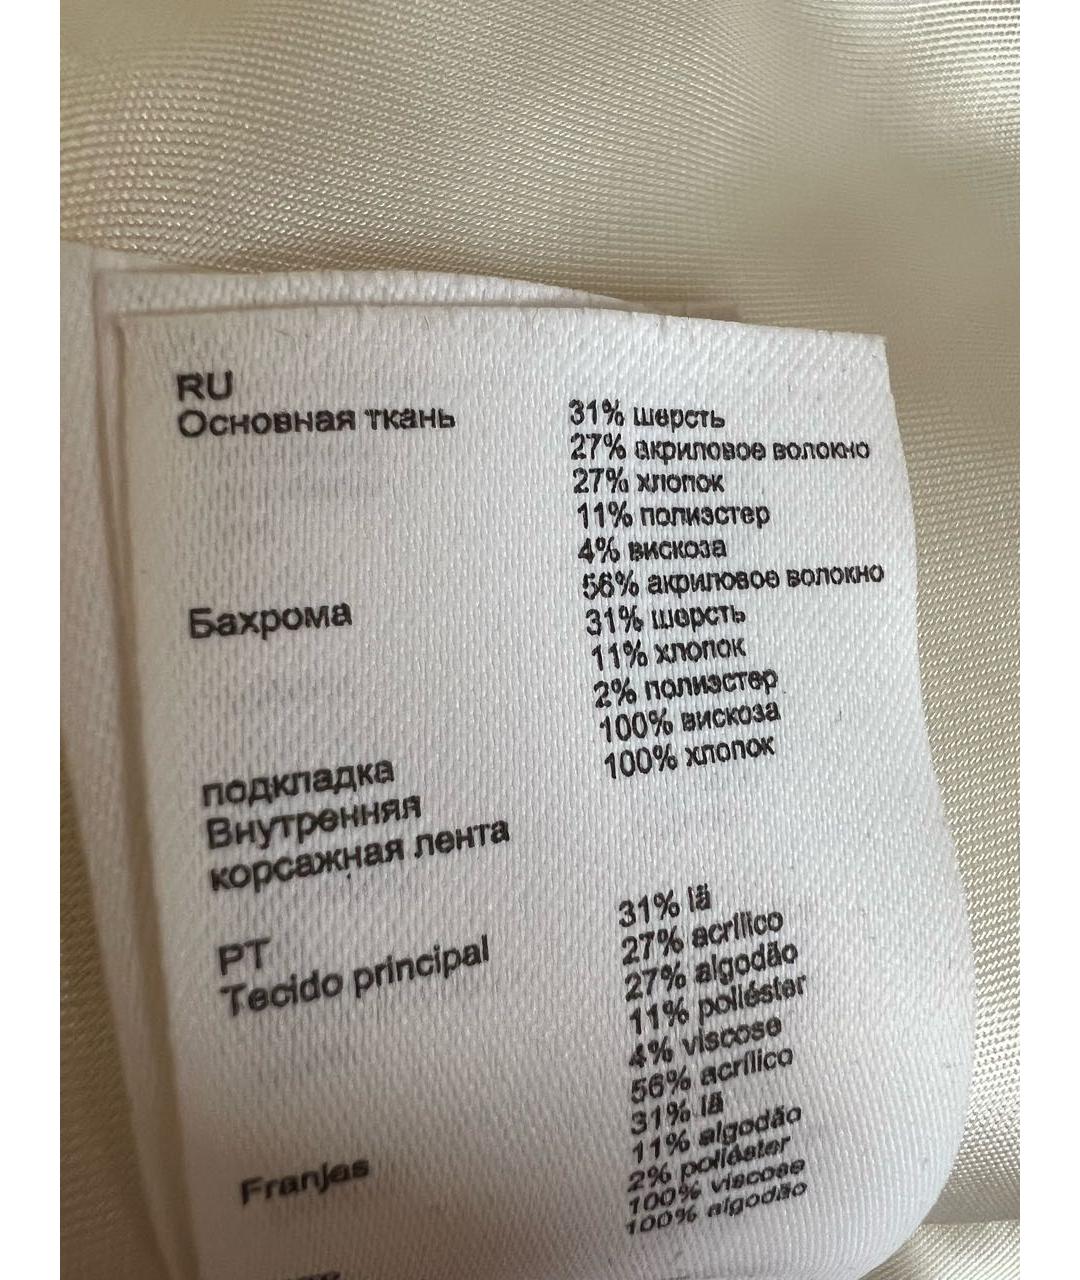 RU
Основная ткань 31% шерсть
27% акриловое волокно
27% хлопок
11% полиэстер
4% вискоза
Бахрома 56% акриловое волокно
31% шерсть
11% хлопок
2% полиэстер
подкладка 100% вискоза
Внутренняя 100% хлопок
корсажная лента
PT
Tecido principal 31% lã
27% acrílico
27% algodão
11% poliéster
4% viscose
Franjas 56% acrílico
31% lã
11% algodão
2% poliéster
100% viscose
100% algodão